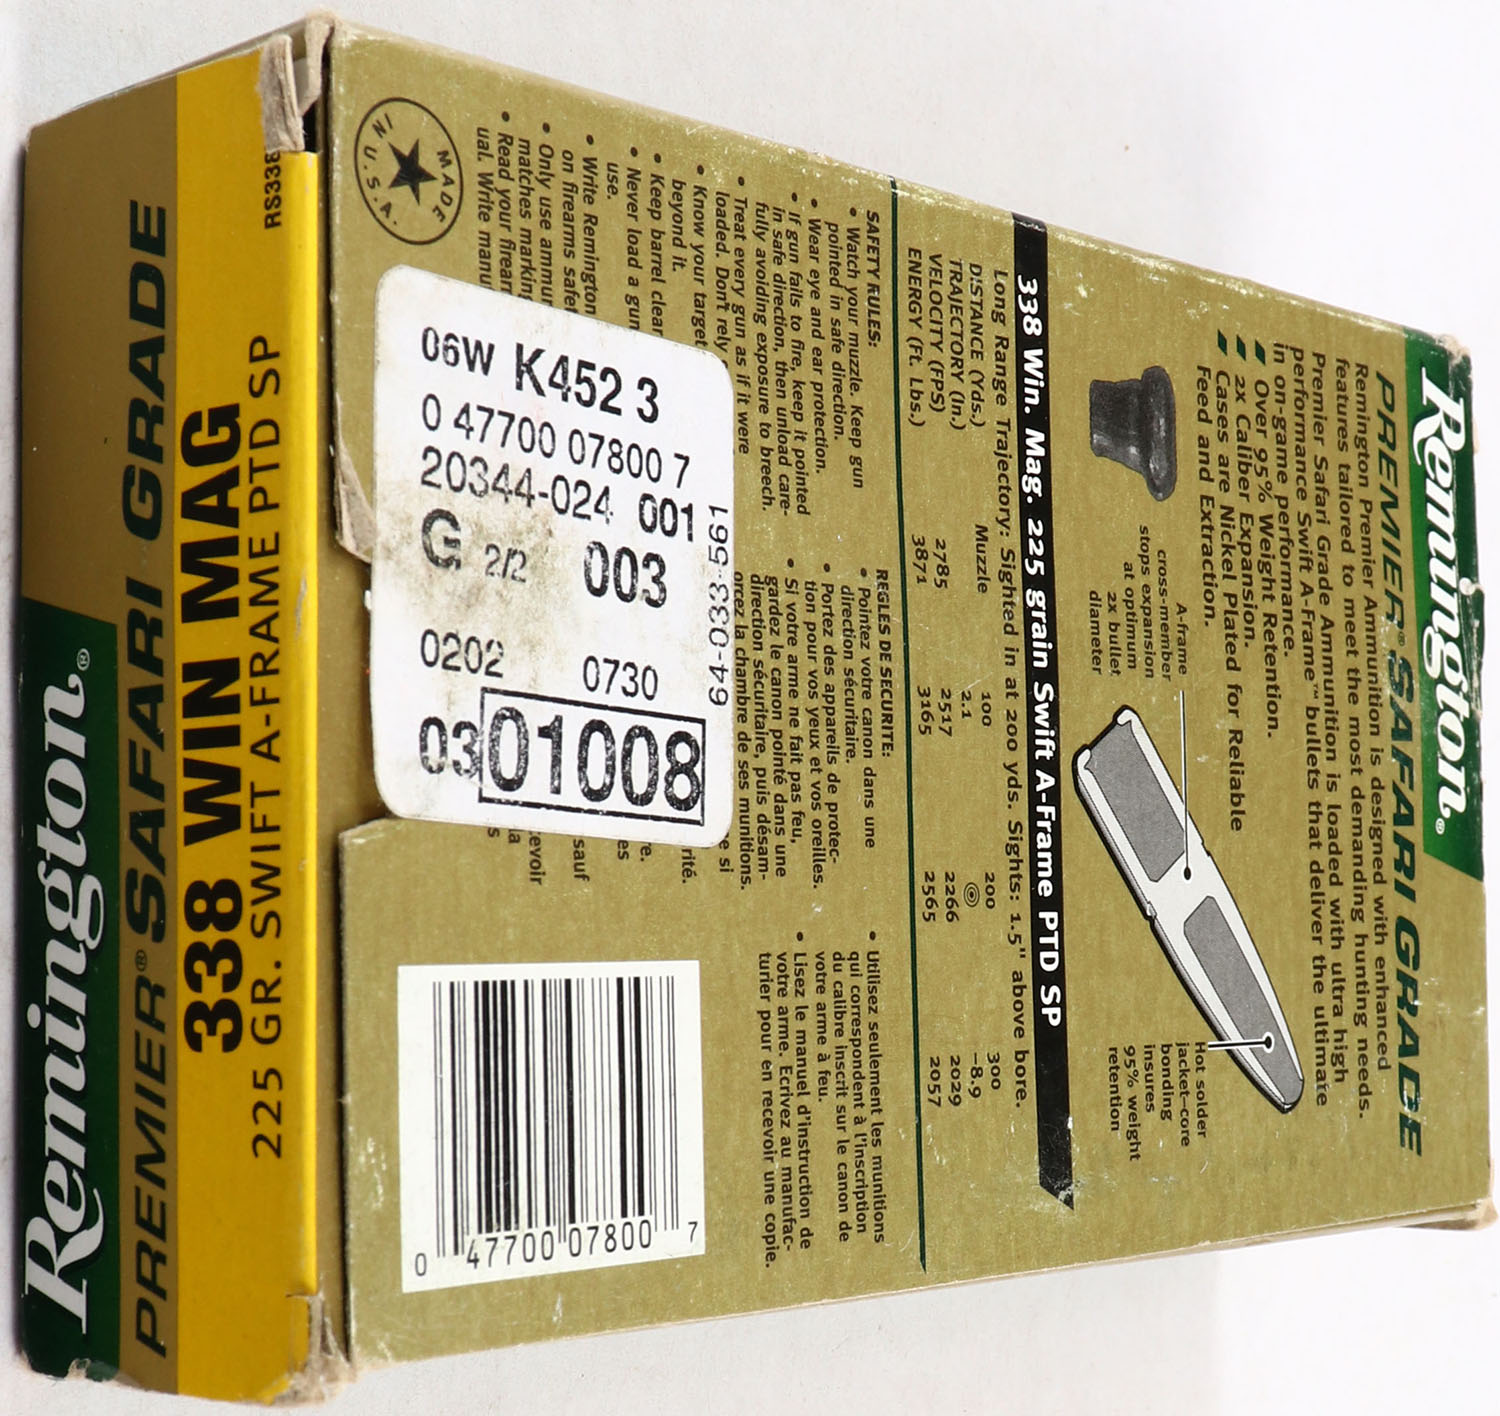 Remington®
PREMIER® SAFARI GRADE
338 WIN MAG
225 GR. SWIFT A-FRAME PTD SP
RS338
Remington®
PREMIER® SAFARI GRADE
Remington Premier Ammunition is designed with enhanced
features tailored to meet the most demanding hunting needs.
Premier Safari Grade Ammunition is loaded with ultra high
performance Swift A-Frame™ bullets that deliver the ultimate
in on-game performance.
Over 95% Weight Retention.
2x Caliber Expansion.
Cases are Nickel Plated for Reliable
Feed and Extraction.
A-frame
cross-member
stops expansion
at optimum
2X bullet
diameter
Hot solder
jacket-core
bonding
insures
95% weight
retention
338 Win. Mag. 225 grain Swift A-Frame PTD SP
Long Range Trajectory: Sighted in at 200 yds. Sights: 1.5" above bore.
DISTANCE (Yds.) Muzzle 100 200 300
TRAJECTORY (In.) 2.1 ◎ -8.9
VELOCITY (FPS) 2785 2517 2266 2029
ENERGY (Ft. Lbs.) 3871 3165 2565 2057
SAFETY RULES:
• Watch your muzzle. Keep gun
pointed in safe direction.
• Wear eye and ear protection.
• If gun fails to fire, keep it pointed
in safe direction, then unload care-
fully avoiding exposure to breech.
• Treat every gun as if it were
loaded. Don't rely
• Know your target
beyond it.
• Keep barrel clear
• Never load a gun
use.
• Write Remington
on firearms safe
• Only use ammu
matches marking
• Read your firearm
ual. Write manu
RÈGLES DE SECURITE:
• Pointez votre canon dans une
direction sécuritaire.
• Portez des appareils de protec-
tion pour vos yeux et vos oreilles.
• Si votre arme ne fait pas feu,
gardez le canon pointé dans une
direction sécuritaire, puis désam-
orcez la chambre de ses munitions.
e si
rité.
re.
es
sauf
cevoir
la
s
• Utilisez seulement les munitions
qui correspondent à l'inscription
du calibre inscrit sur le canon de
votre arme à feu.
• Lisez le manuel d'instruction de
votre arme. Ecrivez au manufac-
turier pour en recevoir une copie.
MADE IN U.S.A.
06W K452 3
0 47700 07800 7
20344-024 001
G 2/2 003
0202 0730
03 01008
64-033-561
0 47700 07800 7